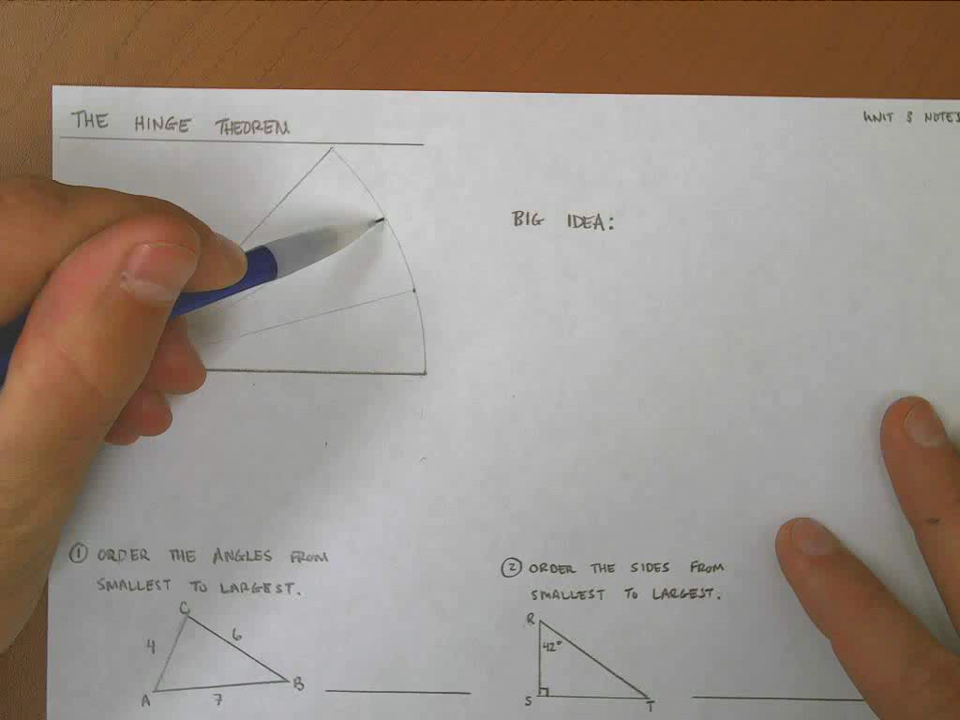 THE HINGE THEOREM
UNIT 8 NOTES
BIG IDEA:
① ORDER THE ANGLES FROM
SMALLEST TO LARGEST.
C
4
6
A
7
B
② ORDER THE SIDES FROM
SMALLEST TO LARGEST.
R
42°
S
T